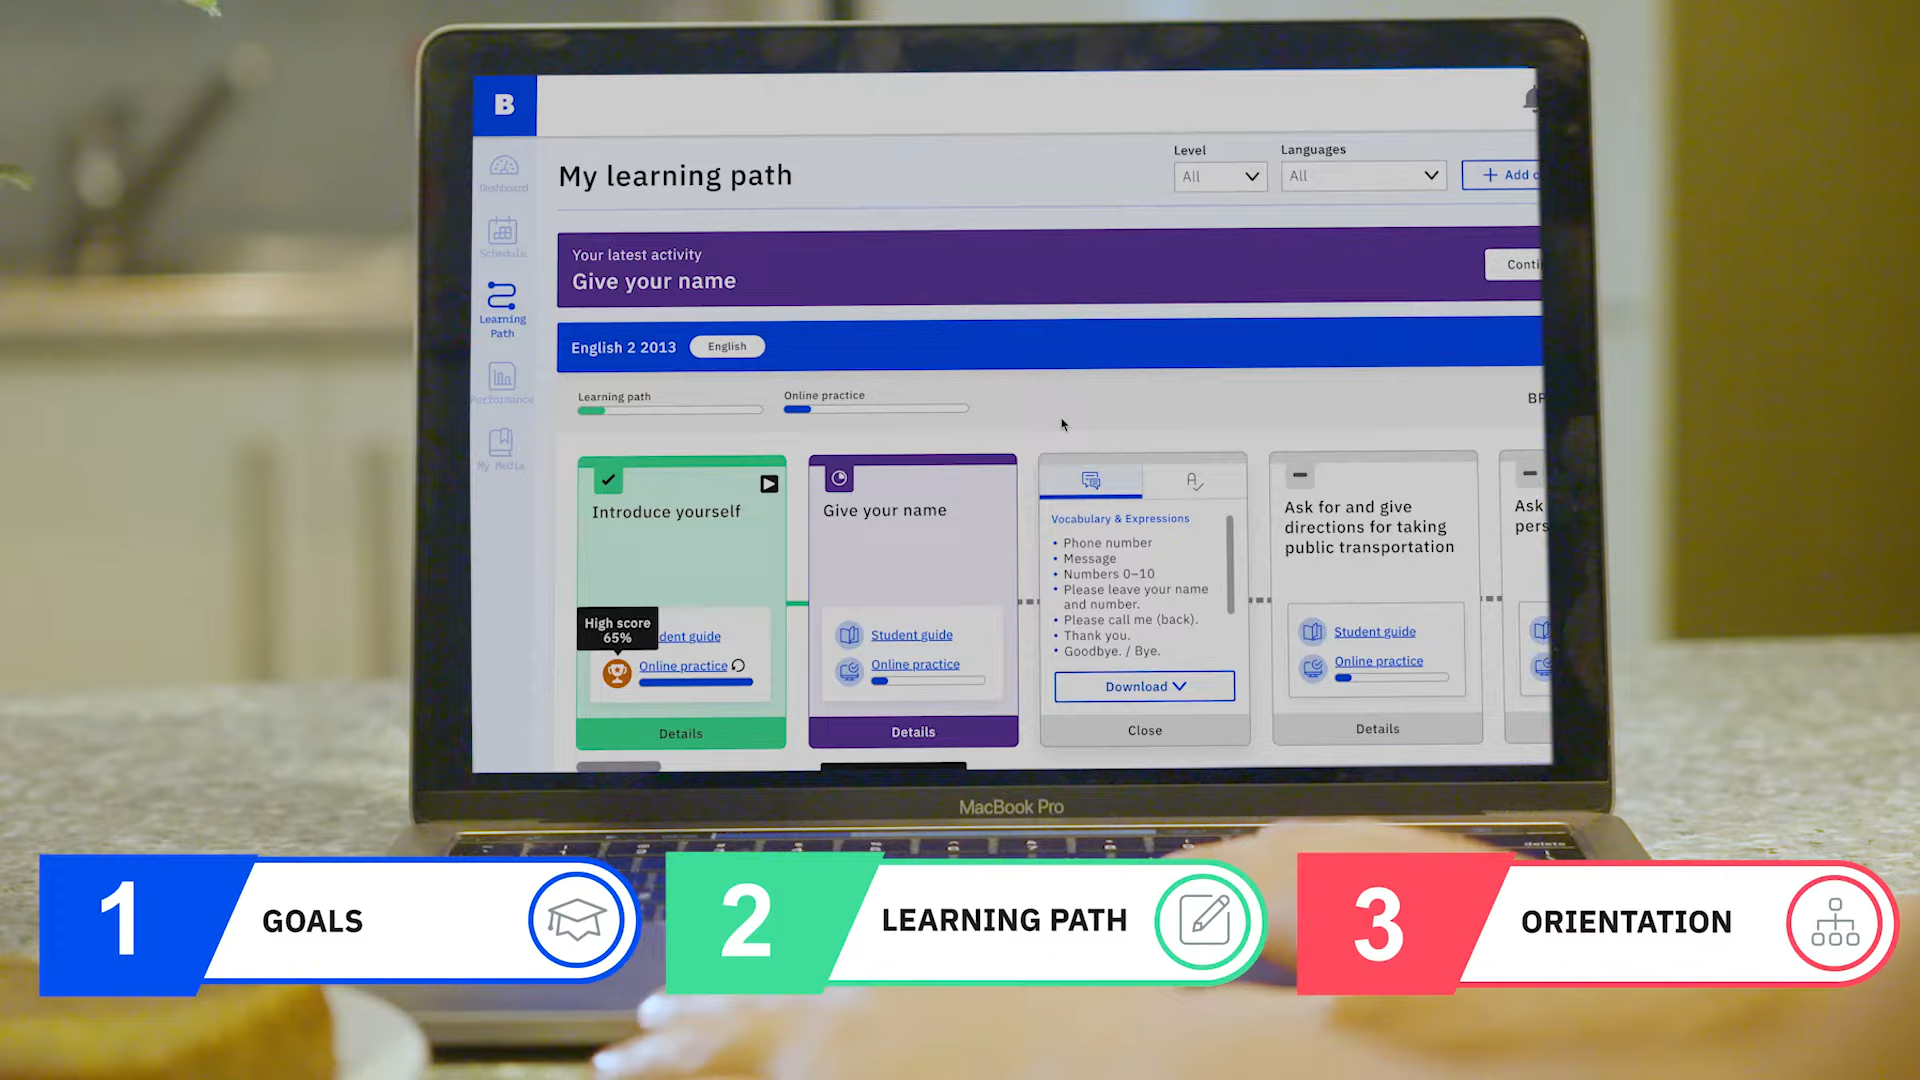 B
Dashboard
Schedule
Learning
Path
Performance
My Media
My learning path
Level
All
Languages
All
+ Add
Your latest activity
Give your name
English 2 2013
English
Learning path
Online practice
Introduce yourself
High score
65%
dent guide
Online practice
Details
Give your name
Student guide
Online practice
Details
Vocabulary & Expressions
• Phone number
• Message
• Numbers 0–10
• Please leave your name
and number.
• Please call me (back).
• Thank you.
• Goodbye. / Bye.
Download
Close
Ask for and give
directions for taking
public transportation
Student guide
Online practice
Details
Ask
pers
MacBook Pro
delete
1
GOALS
2
LEARNING PATH
3
ORIENTATION